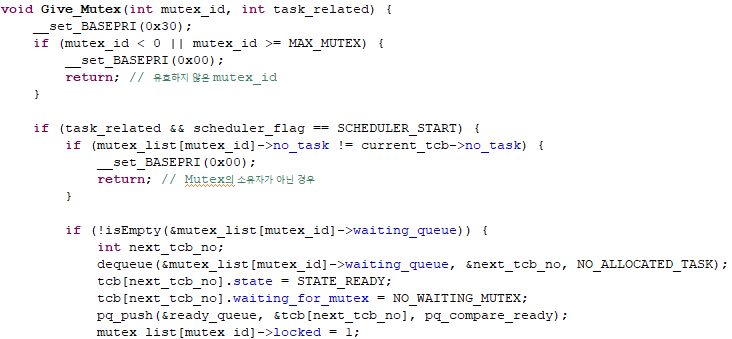 void Give_Mutex(int mutex_id, int task_related) {
    __set_BASEPRI(0x30);
    if (mutex_id < 0 || mutex_id >= MAX_MUTEX) {
        __set_BASEPRI(0x00);
        return; // 유효하지 않은 mutex_id
    }

    if (task_related && scheduler_flag == SCHEDULER_START) {
        if (mutex_list[mutex_id]->no_task != current_tcb->no_task) {
            __set_BASEPRI(0x00);
            return; // Mutex의 소유자가 아닌 경우
        }

        if (!isEmpty(&mutex_list[mutex_id]->waiting_queue)) {
            int next_tcb_no;
            dequeue(&mutex_list[mutex_id]->waiting_queue, &next_tcb_no, NO_ALLOCATED_TASK);
            tcb[next_tcb_no].state = STATE_READY;
            tcb[next_tcb_no].waiting_for_mutex = NO_WAITING_MUTEX;
            pq_push(&ready_queue, &tcb[next_tcb_no], pq_compare_ready);
            mutex_list[mutex_id]->locked = 1;